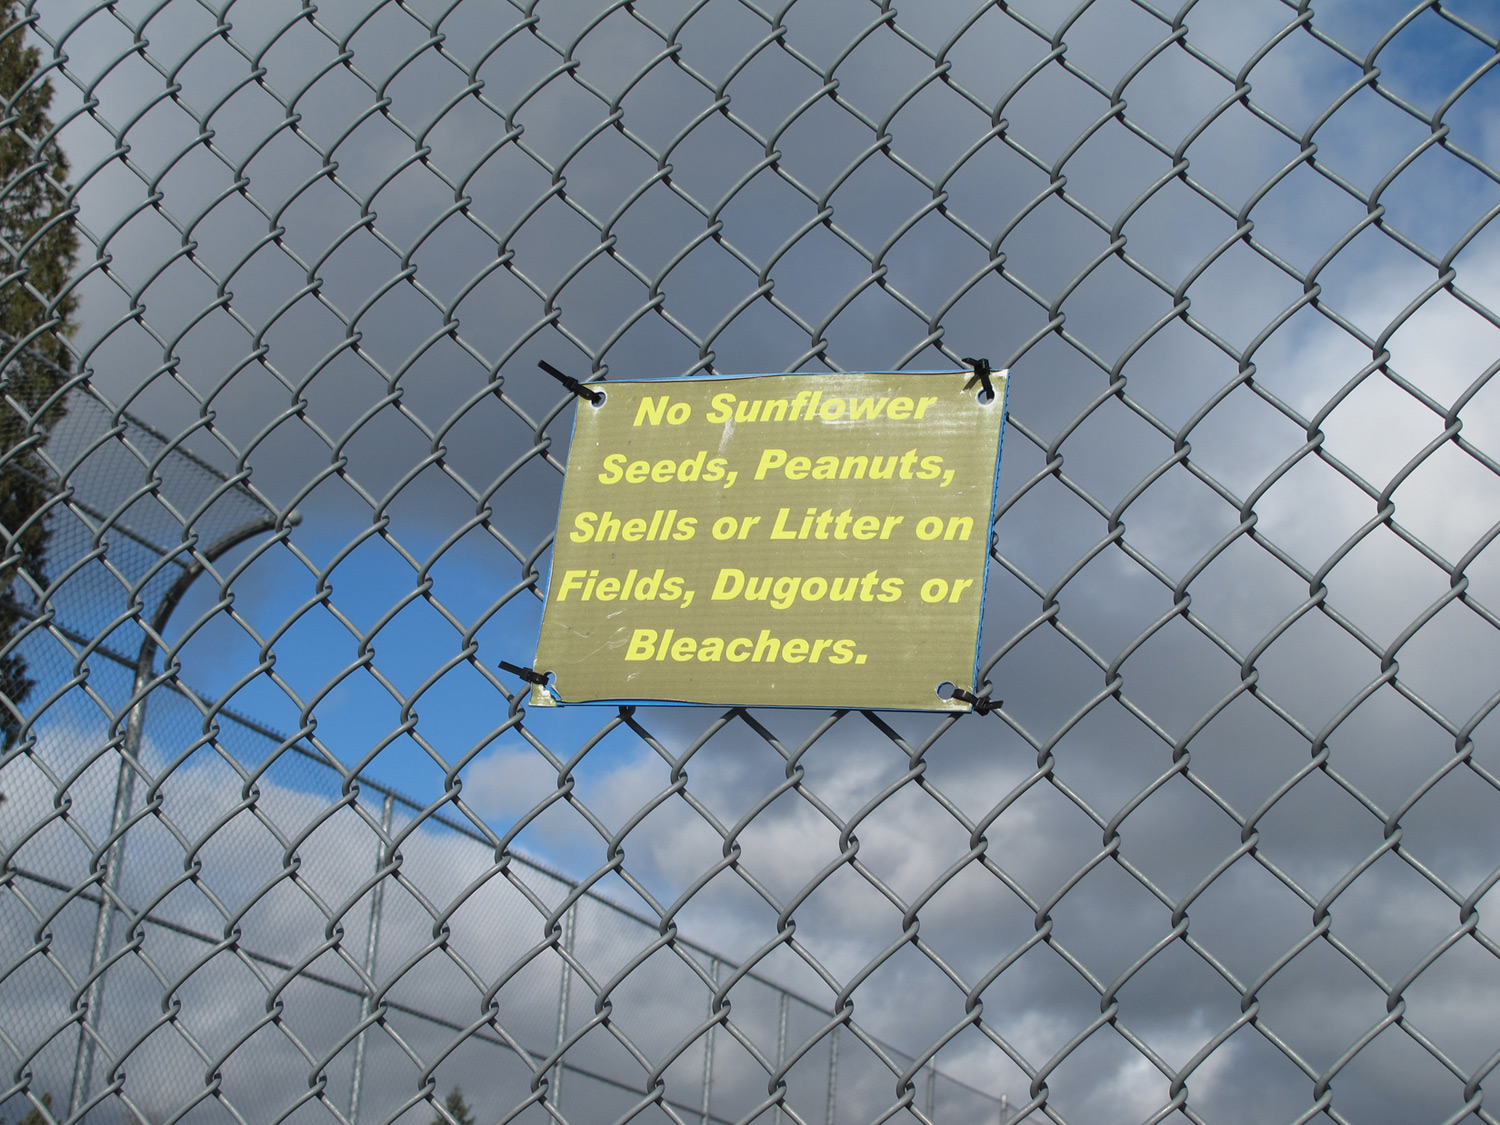 No Sunflower
Seeds, Peanuts,
Shells or Litter on
Fields, Dugouts or
Bleachers.